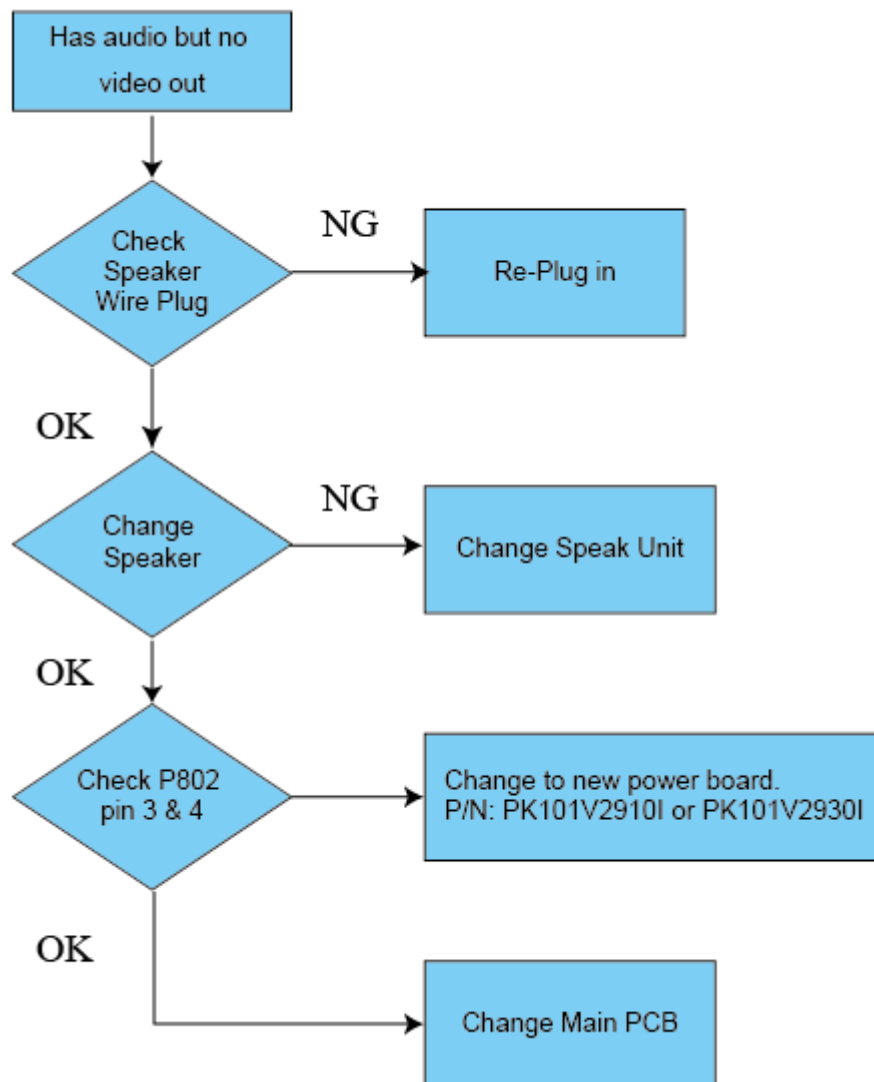 Has audio but no
video out
Check
Speaker
Wire Plug
NG
Re-Plug in
OK
Change
Speaker
NG
Change Speak Unit
OK
Check P802
pin 3 & 4
Change to new power board.
P/N: PK101V2910I or PK101V2930I
OK
Change Main PCB